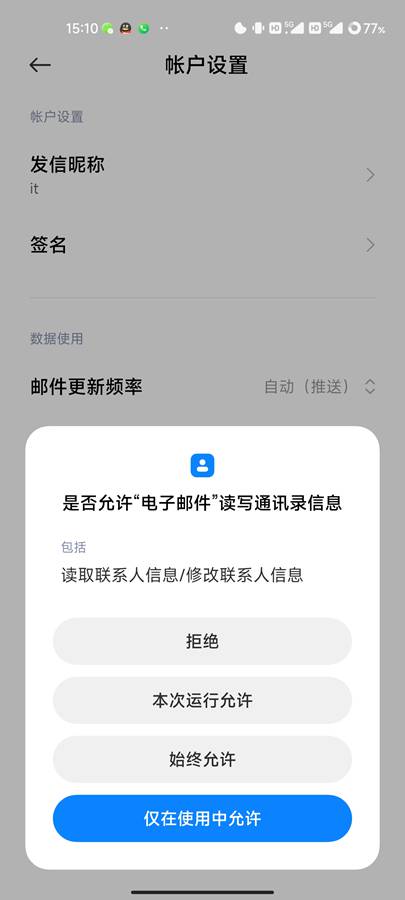 15:10
5G
5G
77%
帐户设置
帐户设置
发信昵称
it
签名
数据使用
邮件更新频率
自动（推送）
是否允许“电子邮件”读写通讯录信息
包括
读取联系人信息/修改联系人信息
拒绝
本次运行允许
始终允许
仅在使用中允许